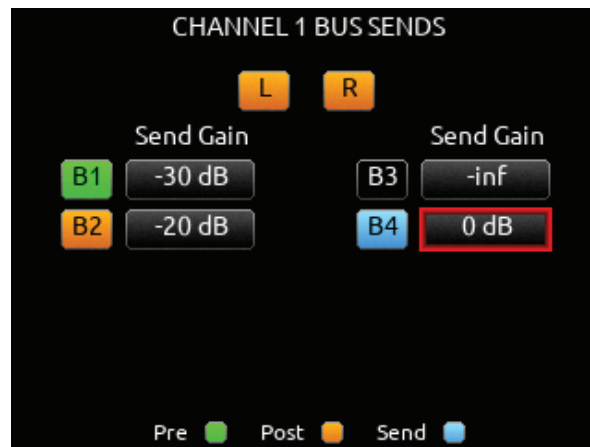 CHANNEL 1 BUS SENDS
L R
Send Gain Send Gain
B1 -30 dB B3 -inf
B2 -20 dB B4 0 dB
Pre Post Send